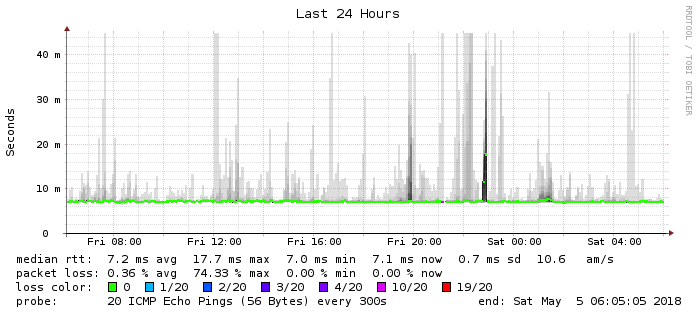 Last 24 Hours
RRDTOOL / TOBI OETIKER
Seconds
40 m
30 m
20 m
10 m
0
Fri 08:00 Fri 12:00 Fri 16:00 Fri 20:00 Sat 00:00 Sat 04:00
median rtt: 7.2 ms avg 17.7 ms max 7.0 ms min 7.1 ms now 0.7 ms sd 10.6 am/s
packet loss: 0.36 % avg 74.33 % max 0.00 % min 0.00 % now
loss color: 0 1/20 2/20 3/20 4/20 10/20 19/20
probe: 20 ICMP Echo Pings (56 Bytes) every 300s end: Sat May 5 06:05:05 2018